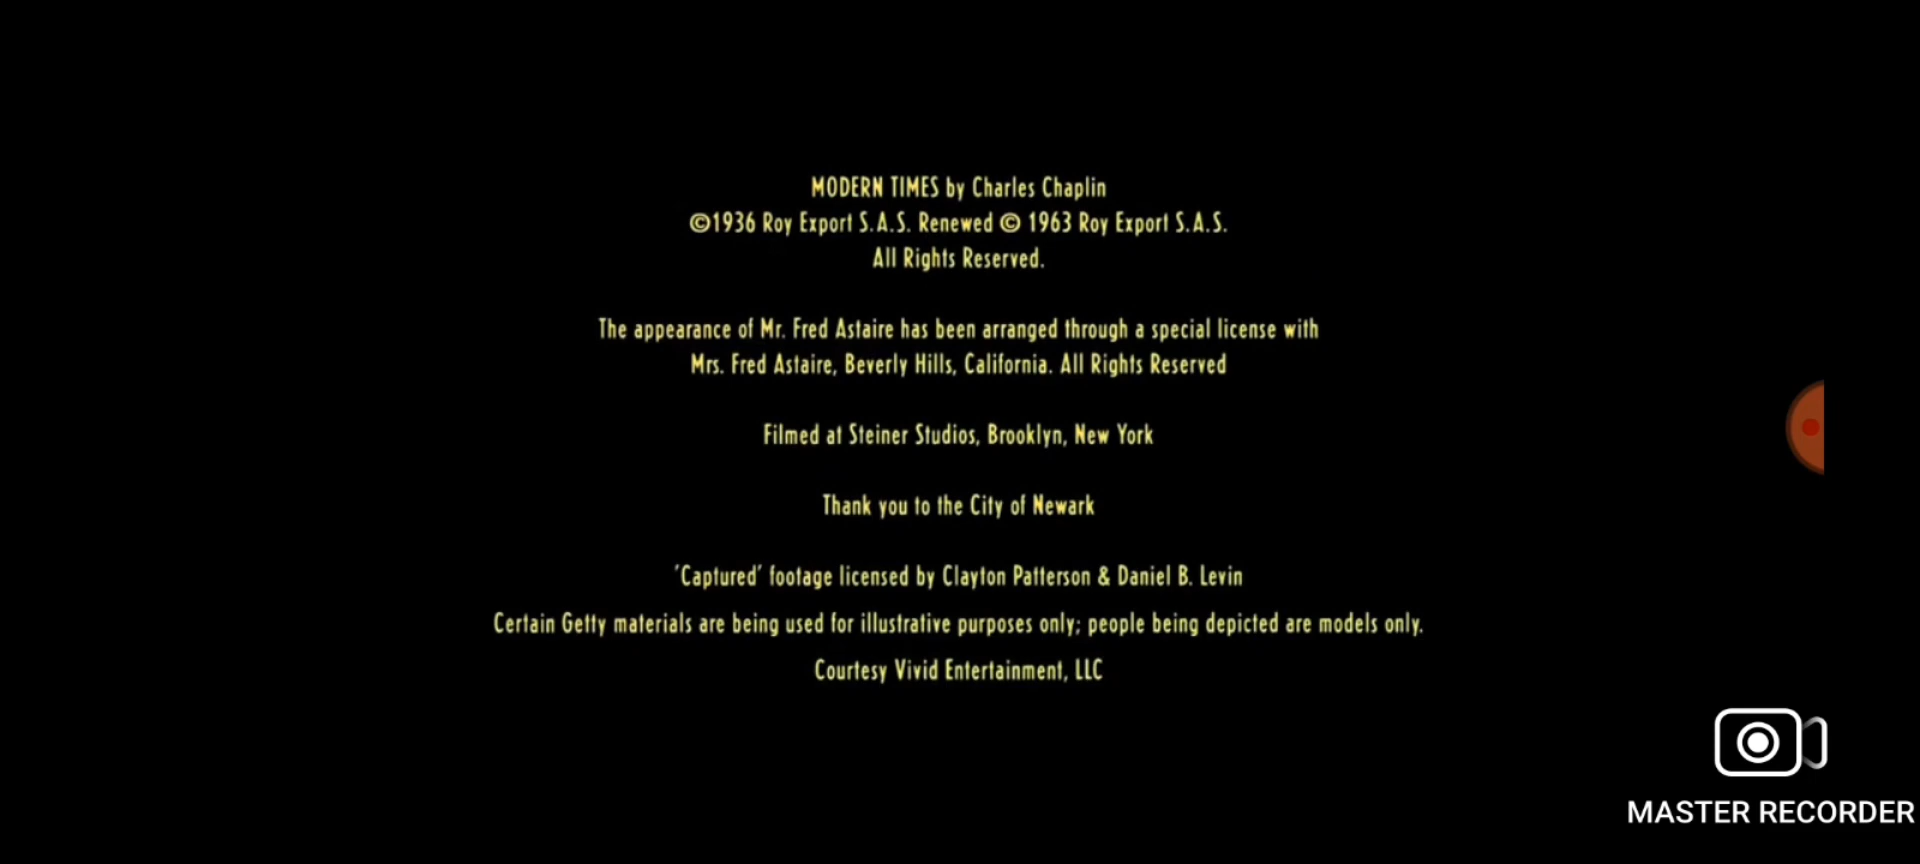 MODERN TIMES by Charles Chaplin
©1936 Roy Export S.A.S. Renewed © 1963 Roy Export S.A.S.
All Rights Reserved.
The appearance of Mr. Fred Astaire has been arranged through a special license with
Mrs. Fred Astaire, Beverly Hills, California. All Rights Reserved
Filmed at Steiner Studios, Brooklyn, New York
Thank you to the City of Newark
'Captured' footage licensed by Clayton Patterson & Daniel B. Levin
Certain Getty materials are being used for illustrative purposes only; people being depicted are models only.
Courtesy Vivid Entertainment, LLC
MASTER RECORDER